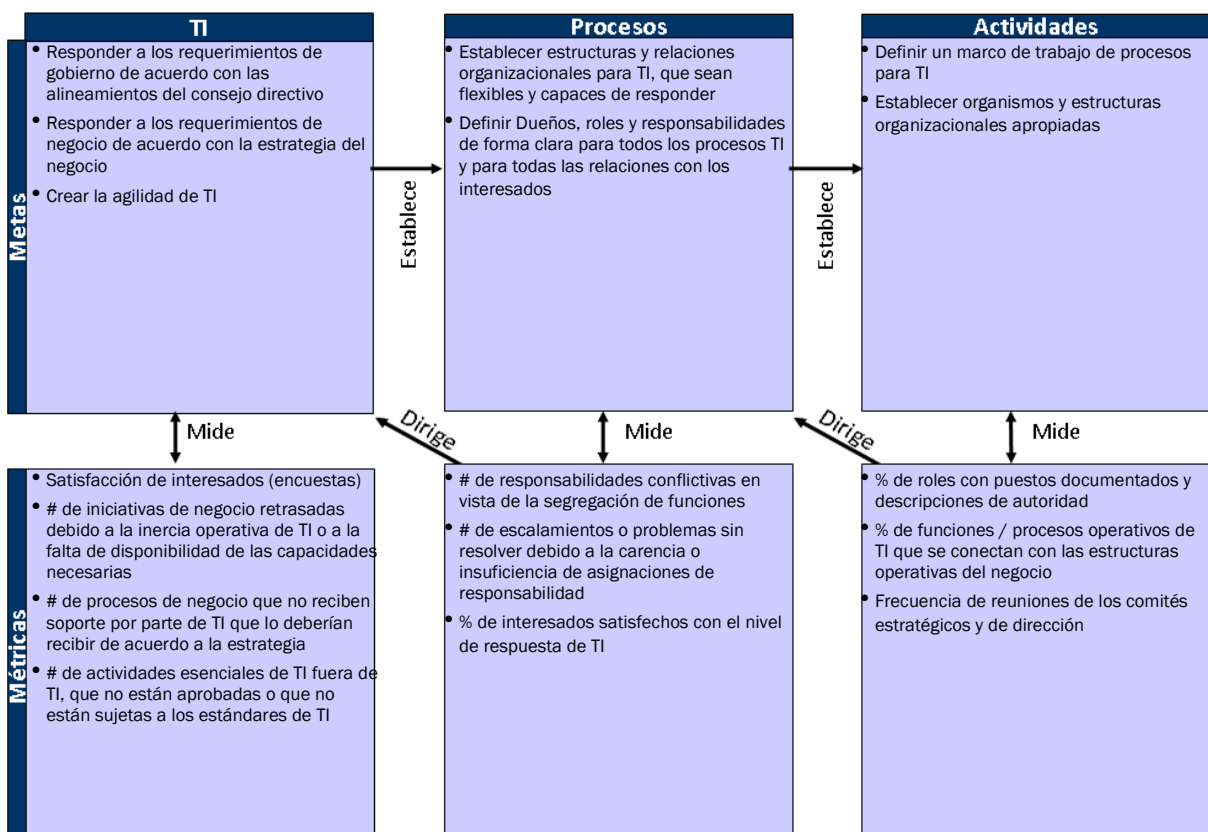 TI
Procesos
Actividades
Metas
• Responder a los requerimientos de
gobierno de acuerdo con las
alineamientos del consejo directivo
• Responder a los requerimientos de
negocio de acuerdo con la estrategia del
negocio
• Crear la agilidad de TI
Establece
• Establecer estructuras y relaciones
organizacionales para TI, que sean
flexibles y capaces de responder
• Definir Dueños, roles y responsabilidades
de forma clara para todos los procesos TI
y para todas las relaciones con los
interesados
Establece
• Definir un marco de trabajo de procesos
para TI
• Establecer organismos y estructuras
organizacionales apropiadas
Mide
Dirige
Mide
Dirige
Mide
Métricas
• Satisfacción de interesados (encuestas)
• # de iniciativas de negocio retrasadas
debido a la inercia operativa de TI o a la
falta de disponibilidad de las capacidades
necesarias
• # de procesos de negocio que no reciben
soporte por parte de TI que lo deberían
recibir de acuerdo a la estrategia
• # de actividades esenciales de TI fuera de
TI, que no están aprobadas o que no
están sujetas a los estándares de TI
• # de responsabilidades conflictivas en
vista de la segregación de funciones
• # de escalamientos o problemas sin
resolver debido a la carencia o
insuficiencia de asignaciones de
responsabilidad
• % de interesados satisfechos con el nivel
de respuesta de TI
• % de roles con puestos documentados y
descripciones de autoridad
• % de funciones / procesos operativos de
TI que se conectan con las estructuras
operativas del negocio
• Frecuencia de reuniones de los comités
estratégicos y de dirección